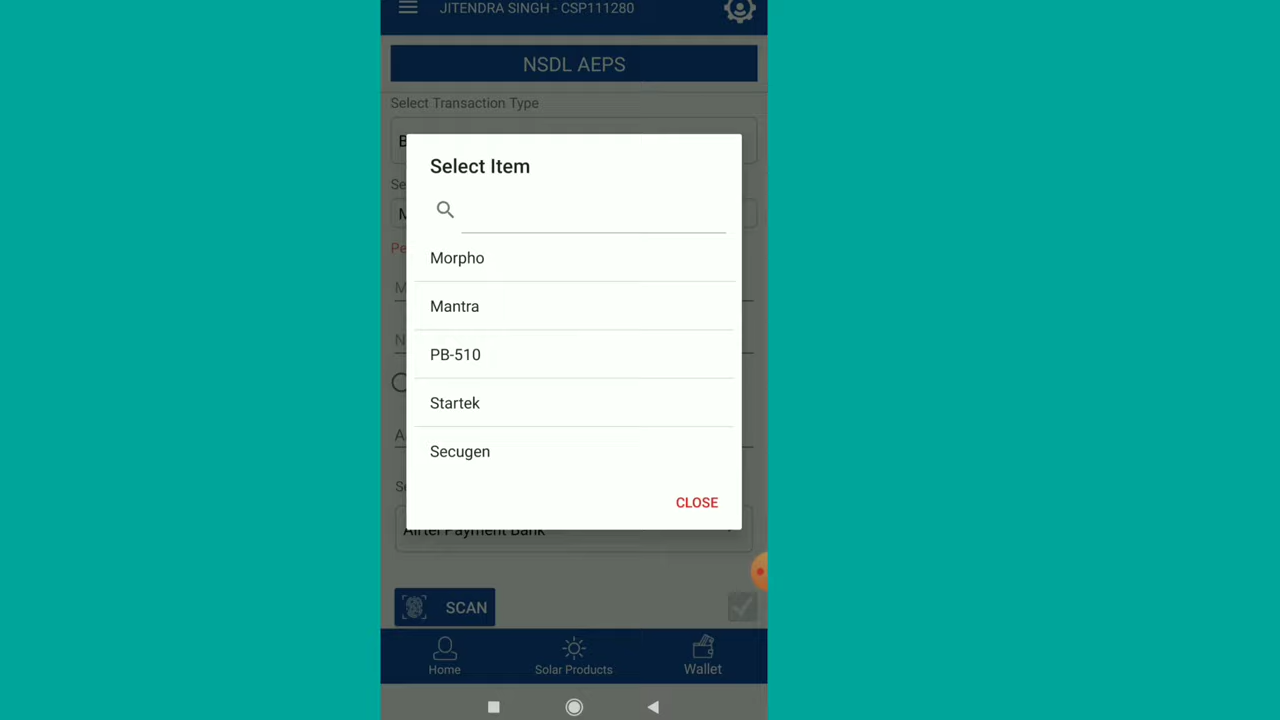 JITENDRA SINGH - CSP111280
NSDL AEPS
Select Transaction Type
Select Item
Morpho
Mantra
PB-510
Startek
Secugen
CLOSE
Airtel Payment Bank
SCAN
Home
Solar Products
Wallet